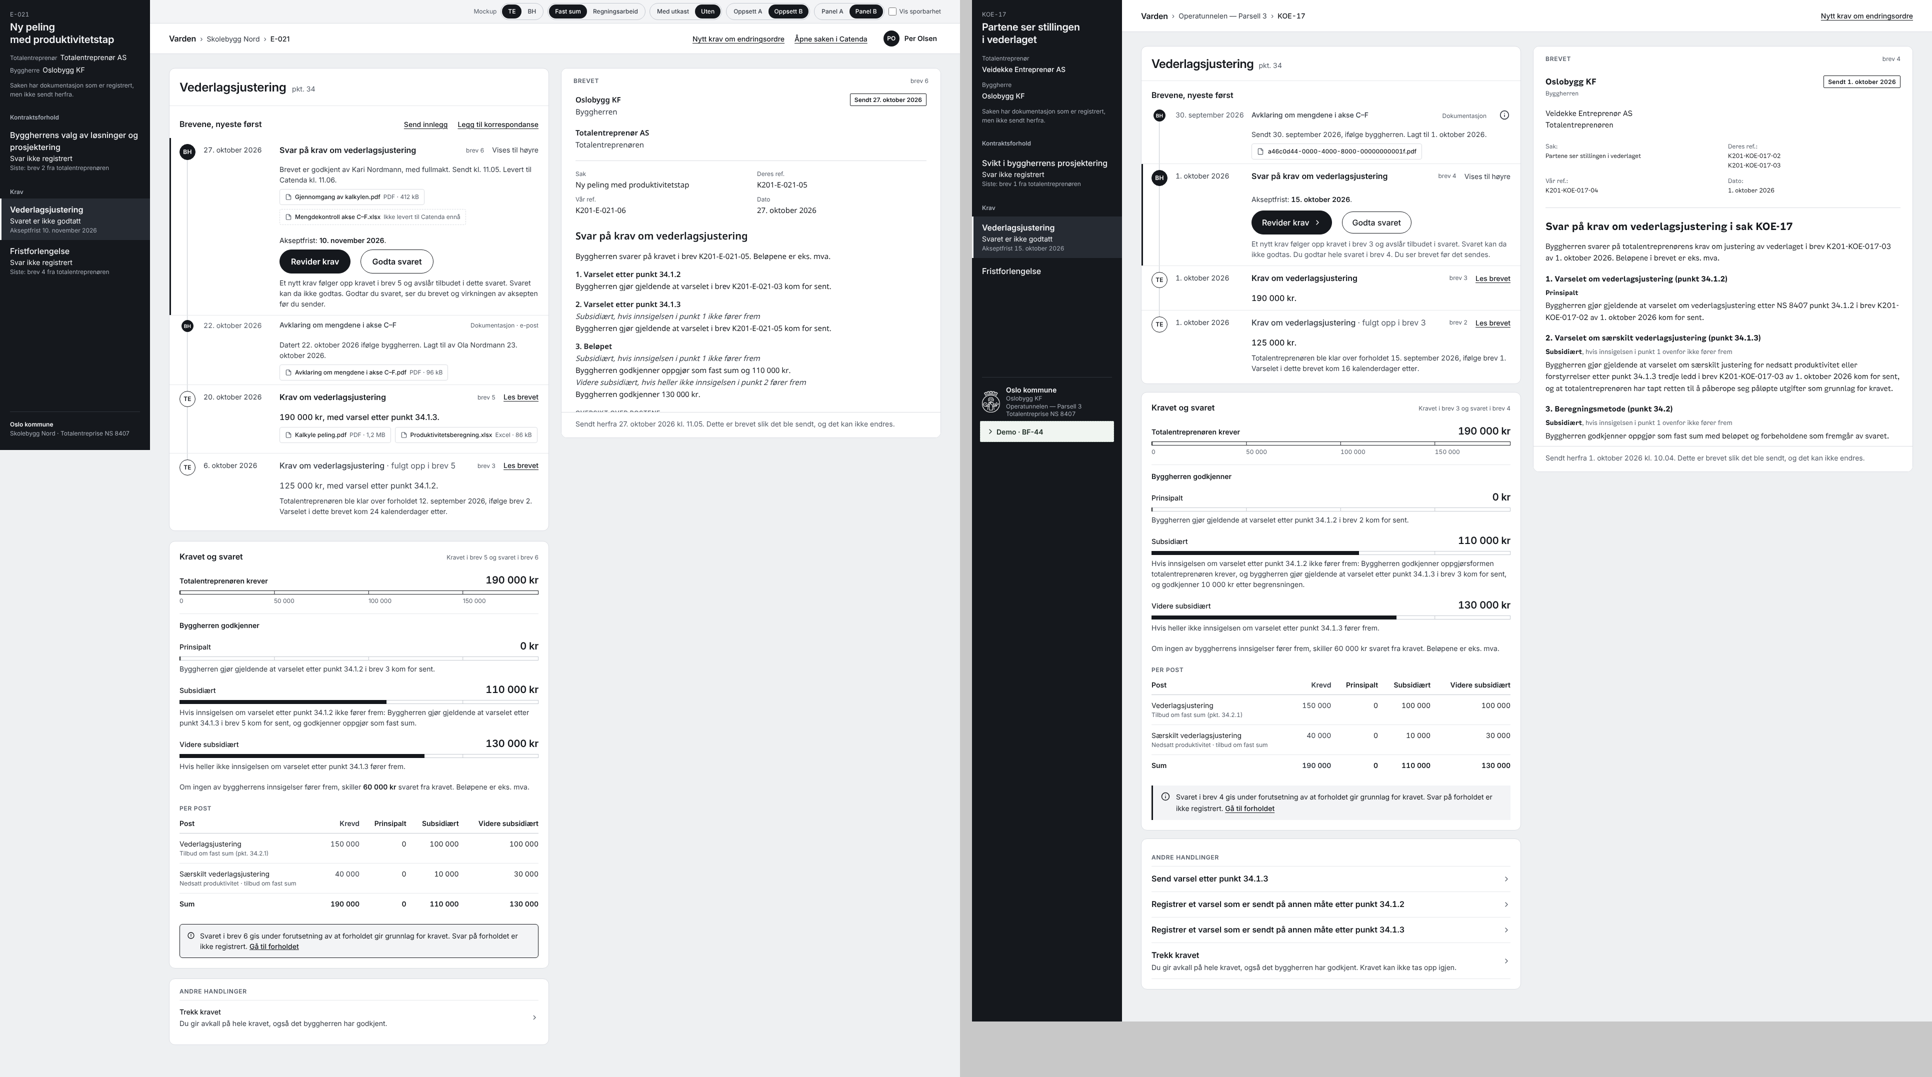 E-021
Ny peling
med produktivitetstap
Totalentreprenør Totalentreprenør AS
Byggherre Oslobygg KF
Saken har dokumentasjon som er registrert,
men ikke sendt herfra.
Kontraktsforhold
Byggherrens valg av løsninger og
prosjektering
Svar ikke registrert
Siste: brev 2 fra totalentreprenøren
Krav
Vederlagsjustering
Svaret er ikke godtatt
Akseptfrist 10. november 2026
Fristforlengelse
Svar ikke registrert
Siste: brev 4 fra totalentreprenøren
Oslo kommune
Skolebygg Nord · Totalentreprise NS 8407
Mockup TE BH Fast sum Regningsarbeid Med utkast Uten Oppsett A Oppsett B Panel A Panel B Vis sporbarhet
Varden › Skolebygg Nord › E-021
Nytt krav om endringsordre Åpne saken i Catenda PO Per Olsen
Vederlagsjustering pkt. 34
Brevene, nyeste først Send innlegg Legg til korrespondanse
BH 27. oktober 2026 Svar på krav om vederlagsjustering brev 6 Vises til høyre
Brevet er godkjent av Kari Nordmann, med fullmakt. Sendt kl. 11.05. Levert til
Catenda kl. 11.06.
Gjennomgang av kalkylen.pdf PDF · 412 kB
Mengdekontroll akse C–F.xlsx Ikke levert til Catenda ennå
Akseptfrist: 10. november 2026.
Revider krav Godta svaret
Et nytt krav følger opp kravet i brev 5 og avslår tilbudet i dette svaret. Svaret
kan da ikke godtas. Godtar du svaret, ser du brevet og virkningen av aksepten
før du sender.
BH 22. oktober 2026 Avklaring om mengdene i akse C–F Dokumentasjon · e-post
Datert 22. oktober 2026 ifølge byggherren. Lagt til av Ola Nordmann 23.
oktober 2026.
Avklaring om mengdene i akse C–F.pdf PDF · 96 kB
TE 20. oktober 2026 Krav om vederlagsjustering brev 5 Les brevet
190 000 kr, med varsel etter punkt 34.1.3.
Kalkyle peling.pdf PDF · 1,2 MB Produktivitetsberegning.xlsx Excel · 86 kB
TE 6. oktober 2026 Krav om vederlagsjustering · fulgt opp i brev 5 brev 3 Les brevet
125 000 kr, med varsel etter punkt 34.1.2.
Totalentreprenøren ble klar over forholdet 12. september 2026, ifølge brev 2.
Varselet i dette brevet kom 24 kalenderdager etter.
Kravet og svaret Kravet i brev 5 og svaret i brev 6
Totalentreprenøren krever 190 000 kr
0 50 000 100 000 150 000
Byggherren godkjenner
Prinsipalt 0 kr
Byggherren gjør gjeldende at varselet etter punkt 34.1.2 i brev 3 kom for sent.
Subsidiært 110 000 kr
Hvis innsigelsen om varselet etter punkt 34.1.2 ikke fører frem: Byggherren gjør gjeldende at varselet etter
punkt 34.1.3 i brev 5 kom for sent, og godkjenner oppgjør som fast sum.
Videre subsidiært 130 000 kr
Hvis heller ikke innsigelsen om varselet etter punkt 34.1.3 fører frem.
Om ingen av byggherrens innsigelser fører frem, skiller 60 000 kr svaret fra kravet. Beløpene er eks. mva.
PER POST
Post Krevd Prinsipalt Subsidiært Videre subsidiært
Vederlagsjustering 150 000 0 100 000 100 000
Tilbud om fast sum (pkt. 34.2.1)
Særskilt vederlagsjustering 40 000 0 10 000 30 000
Nedsatt produktivitet · tilbud om fast sum
Sum 190 000 0 110 000 130 000
Svaret i brev 6 gis under forutsetning av at forholdet gir grunnlag for kravet. Svar på forholdet er
ikke registrert. Gå til forholdet
ANDRE HANDLINGER
Trekk kravet
Du gir avkall på hele kravet, også det byggherren har godkjent.
BREVET brev 6
Oslobygg KF Sendt 27. oktober 2026
Byggherren
Totalentreprenør AS
Totalentreprenøren
Sak Deres ref.
Ny peling med produktivitetstap K201-E-021-05
Vår ref. Dato
K201-E-021-06 27. oktober 2026
Svar på krav om vederlagsjustering
Byggherren svarer på kravet i brev K201-E-021-05. Beløpene er eks. mva.
1. Varselet etter punkt 34.1.2
Byggherren gjør gjeldende at varselet i brev K201-E-021-03 kom for sent.
2. Varselet etter punkt 34.1.3
Subsidiært, hvis innsigelsen i punkt 1 ikke fører frem
Byggherren gjør gjeldende at varselet i brev K201-E-021-05 kom for sent.
3. Beløpet
Subsidiært, hvis innsigelsen i punkt 1 ikke fører frem
Byggherren godkjenner oppgjør som fast sum og 110 000 kr.
Videre subsidiært, hvis heller ikke innsigelsen i punkt 2 fører frem
Byggherren godkjenner 130 000 kr.
Sendt herfra 27. oktober 2026 kl. 11.05. Dette er brevet slik det ble sendt, og det kan ikke endres.
KOE-17
Partene ser stillingen
i vederlaget
Totalentreprenør
Veidekke Entreprenør AS
Byggherre
Oslobygg KF
Saken har dokumentasjon som er registrert,
men ikke sendt herfra.
Kontraktsforhold
Svikt i byggherrens prosjektering
Svar ikke registrert
Siste: brev 1 fra totalentreprenøren
Krav
Vederlagsjustering
Svaret er ikke godtatt
Akseptfrist 15. oktober 2026
Fristforlengelse
Oslo kommune
Oslobygg KF
Operatunnelen — Parsell 3
Totalentreprise NS 8407
Demo · BF-44
Varden › Operatunnelen — Parsell 3 › KOE-17 Nytt krav om endringsordre
Vederlagsjustering pkt. 34
Brevene, nyeste først
BH 30. september 2026 Avklaring om mengdene i akse C–F Dokumentasjon
Sendt 30. september 2026, ifølge byggherren. Lagt til 1. oktober 2026.
a46c0d44-0000-4000-8000-00000000001f.pdf
BH 1. oktober 2026 Svar på krav om vederlagsjustering brev 4 Vises til høyre
Akseptfrist: 15. oktober 2026.
Revider krav Godta svaret
Et nytt krav følger opp kravet i brev 3 og avslår tilbudet i svaret. Svaret kan da
ikke godtas. Du godtar hele svaret i brev 4. Du ser brevet før det sendes.
TE 1. oktober 2026 Krav om vederlagsjustering brev 3 Les brevet
190 000 kr.
TE 1. oktober 2026 Krav om vederlagsjustering · fulgt opp i brev 3 brev 2 Les brevet
125 000 kr.
Totalentreprenøren ble klar over forholdet 15. september 2026, ifølge brev 1.
Varselet i dette brevet kom 16 kalenderdager etter.
Kravet og svaret Kravet i brev 3 og svaret i brev 4
Totalentreprenøren krever 190 000 kr
0 50 000 100 000 150 000
Byggherren godkjenner
Prinsipalt 0 kr
Byggherren gjør gjeldende at varselet etter punkt 34.1.2 i brev 2 kom for sent.
Subsidiært 110 000 kr
Hvis innsigelsen om varselet etter punkt 34.1.2 ikke fører frem: Byggherren godkjenner oppgjørsformen
totalentreprenøren krever, og byggherren gjør gjeldende at varselet etter punkt 34.1.3 i brev 3 kom for sent,
og godkjenner 10 000 kr etter begrensningen.
Videre subsidiært 130 000 kr
Hvis heller ikke innsigelsen om varselet etter punkt 34.1.3 fører frem.
Om ingen av byggherrens innsigelser fører frem, skiller 60 000 kr svaret fra kravet. Beløpene er eks. mva.
PER POST
Post Krevd Prinsipalt Subsidiært Videre subsidiært
Vederlagsjustering 150 000 0 100 000 100 000
Tilbud om fast sum (pkt. 34.2.1)
Særskilt vederlagsjustering 40 000 0 10 000 30 000
Nedsatt produktivitet · tilbud om fast sum
Sum 190 000 0 110 000 130 000
Svaret i brev 4 gis under forutsetning av at forholdet gir grunnlag for kravet. Svar på forholdet er
ikke registrert. Gå til forholdet
ANDRE HANDLINGER
Send varsel etter punkt 34.1.3
Registrer et varsel som er sendt på annen måte etter punkt 34.1.2
Registrer et varsel som er sendt på annen måte etter punkt 34.1.3
Trekk kravet
Du gir avkall på hele kravet, også det byggherren har godkjent. Kravet kan ikke tas opp igjen.
BREVET brev 4
Oslobygg KF Sendt 1. oktober 2026
Byggherren
Veidekke Entreprenør AS
Totalentreprenøren
Sak: Deres ref.:
Partene ser stillingen i vederlaget K201-KOE-017-02
K201-KOE-017-03
Vår ref.: Dato:
K201-KOE-017-04 1. oktober 2026
Svar på krav om vederlagsjustering i sak KOE-17
Byggherren svarer på totalentreprenørens krav om justering av vederlaget i brev K201-KOE-017-03
av 1. oktober 2026. Beløpene i brevet er eks. mva.
1. Varselet om vederlagsjustering (punkt 34.1.2)
Prinsipalt
Byggherren gjør gjeldende at varselet om vederlagsjustering etter NS 8407 punkt 34.1.2 i brev K201-
KOE-017-02 av 1. oktober 2026 kom for sent.
2. Varselet om særskilt vederlagsjustering (punkt 34.1.3)
Subsidiært, hvis innsigelsen i punkt 1 ovenfor ikke fører frem
Byggherren gjør gjeldende at varselet om særskilt vederlagsjustering for nedsatt produktivitet eller
forstyrrelser etter punkt 34.1.3 tredje ledd i brev K201-KOE-017-03 av 1. oktober 2026 kom for sent,
og at totalentreprenøren har tapt retten til å påberope seg påløpte utgifter som grunnlag for kravet.
3. Beregningsmetode (punkt 34.2)
Subsidiært, hvis innsigelsen i punkt 1 ovenfor ikke fører frem
Byggherren godkjenner oppgjør som fast sum med beløpet og forbeholdene som fremgår av svaret.
Sendt herfra 1. oktober 2026 kl. 10.04. Dette er brevet slik det ble sendt, og det kan ikke endres.